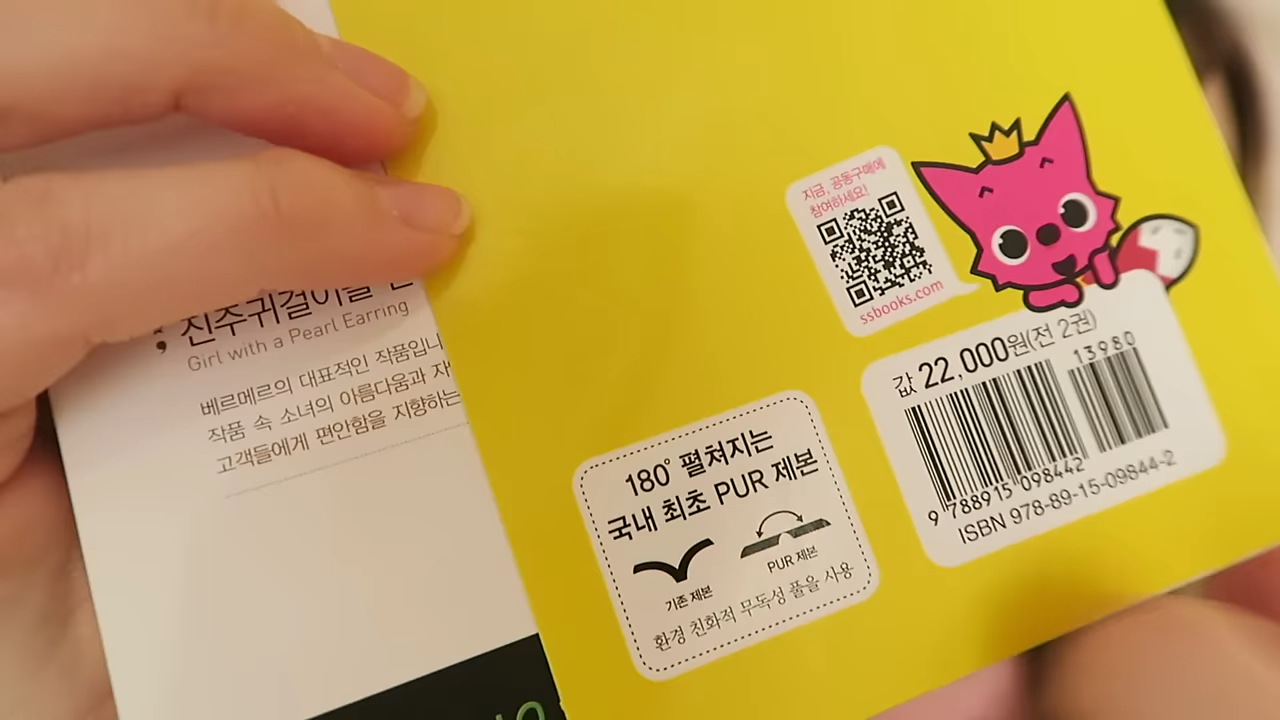 진주귀걸이를
Girl with a Pearl Earring
베르메르의 대표적인 작품입니
작품 속 소녀의 아름다움과 자
고객들에게 편안함을 지향하는
지금, 공동구매에
참여하세요!
ssbooks.com
값 22,000원(전 2권)
13980
9 788915 098442
ISBN 978-89-15-09844-2
180° 펼쳐지는
국내 최초 PUR 제본
기존 제본
PUR 제본
환경 친화적 무독성 풀을 사용